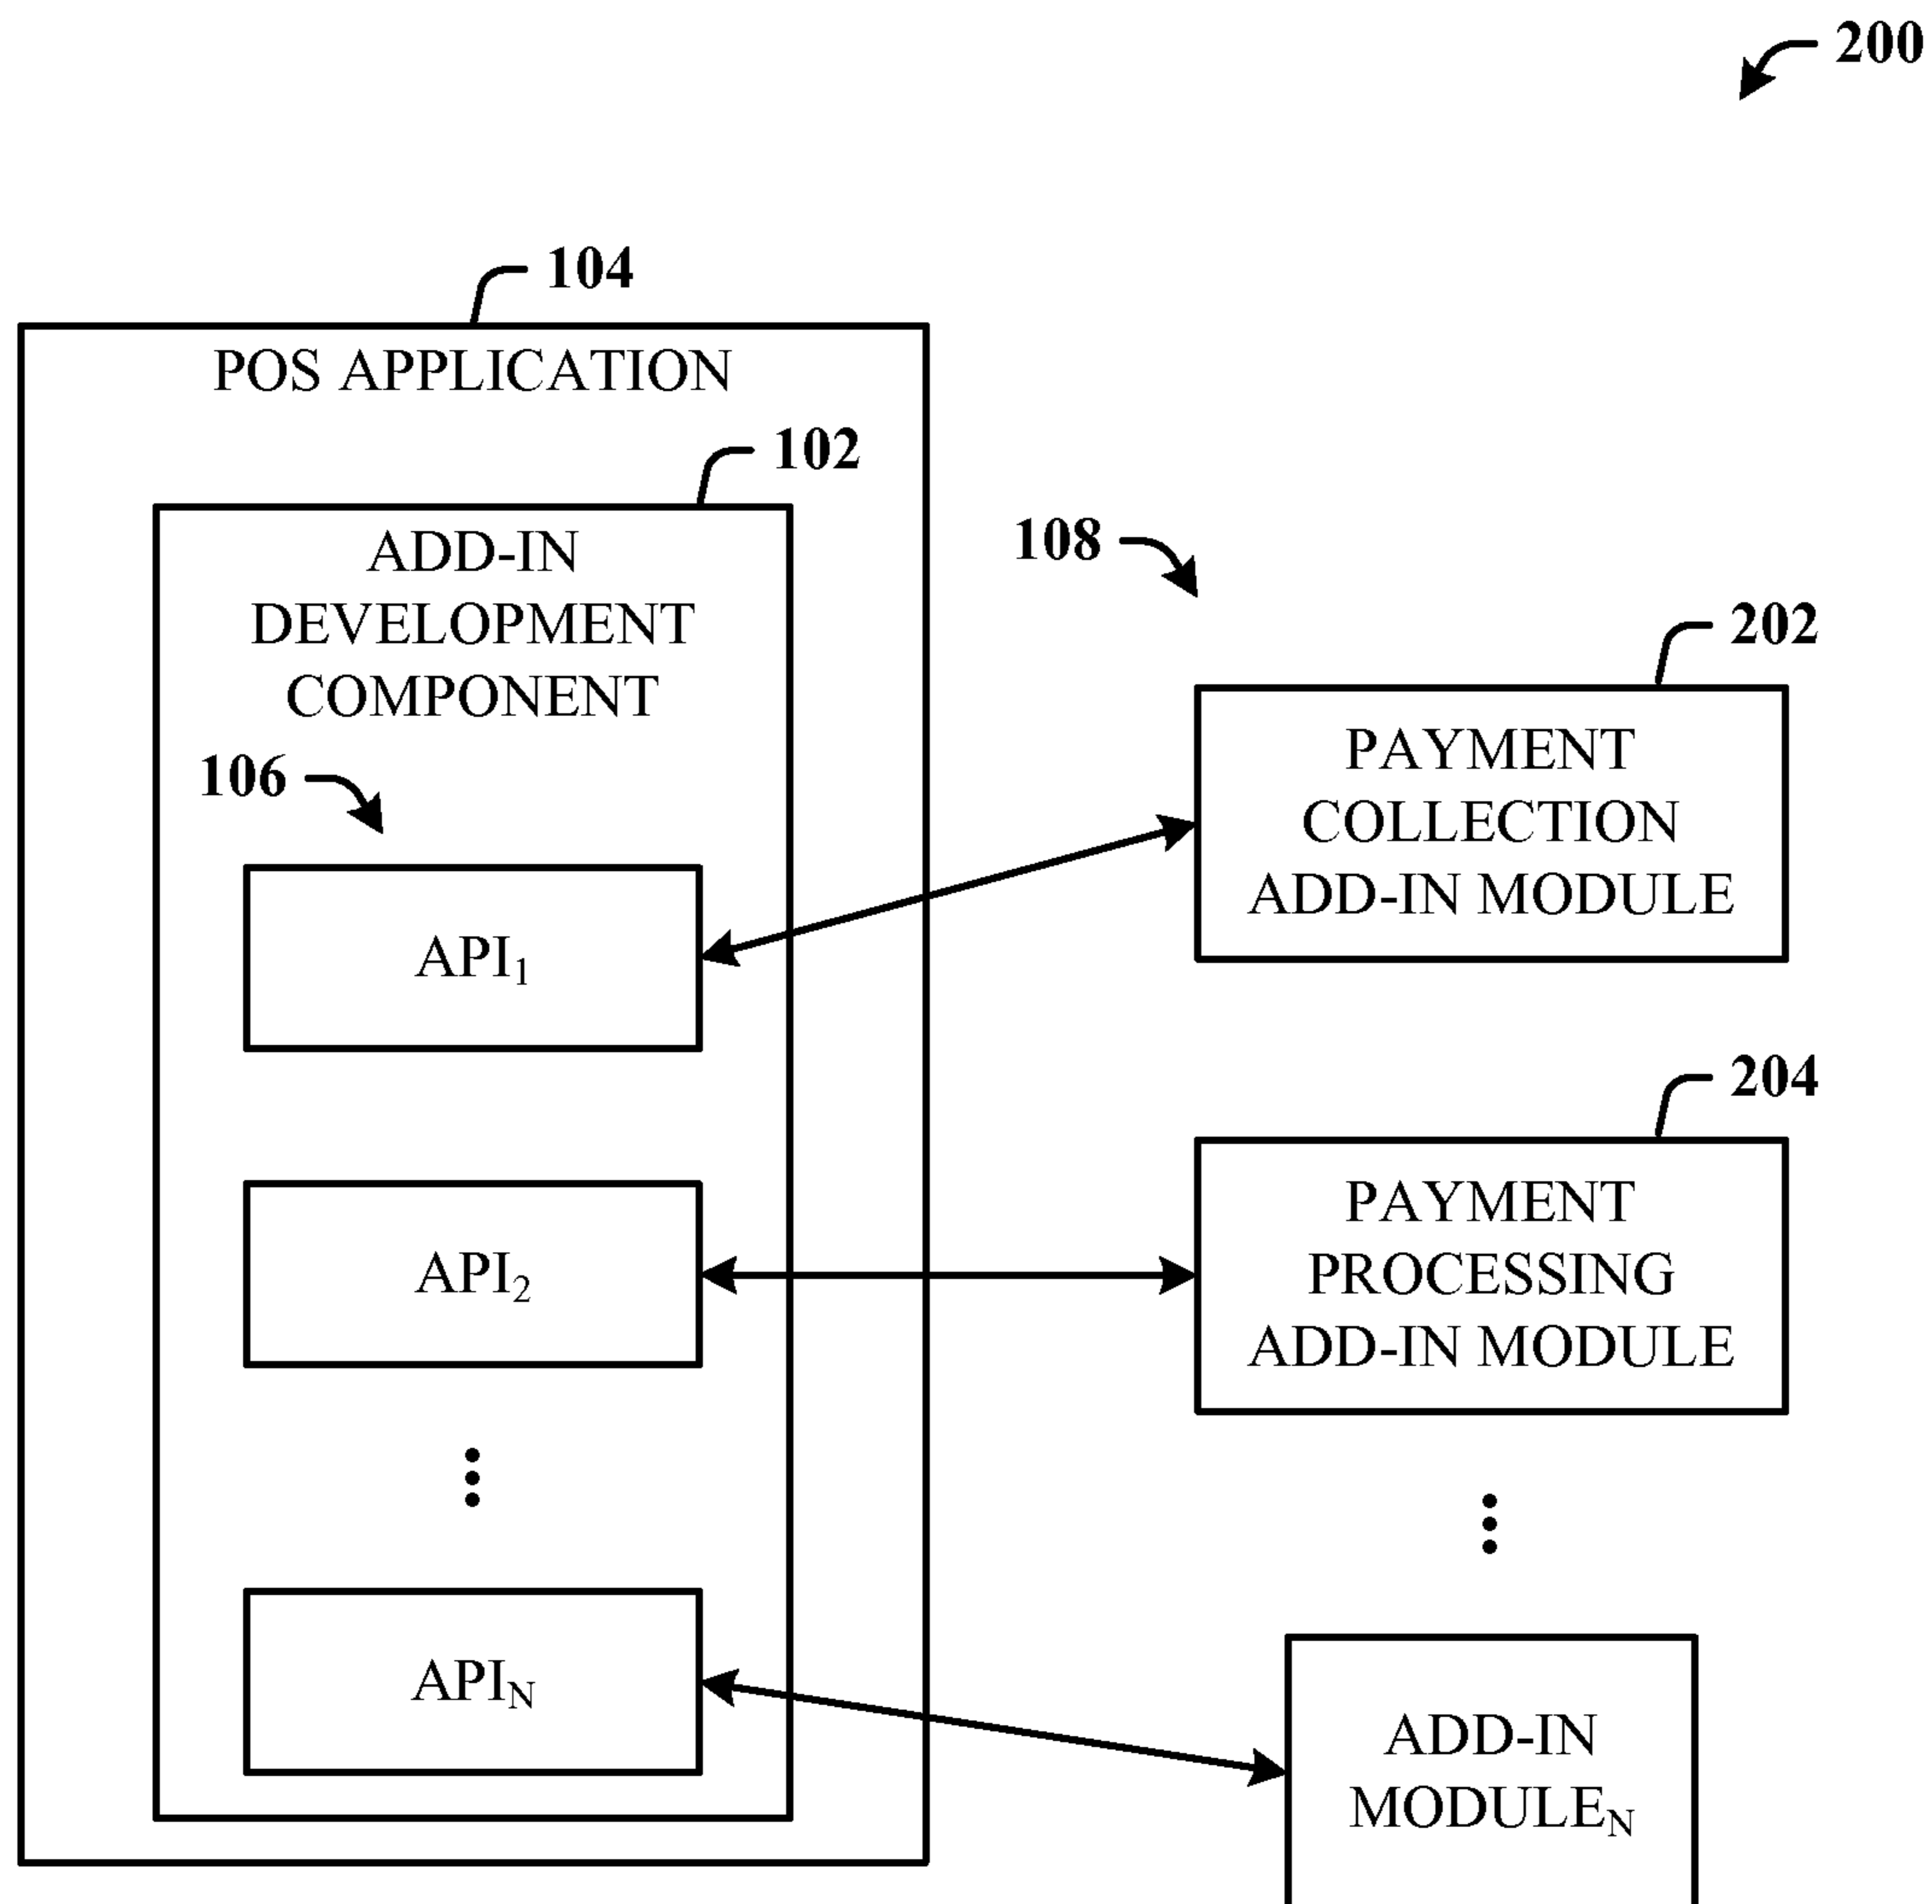 200
104
POS APPLICATION
102
ADD-IN
DEVELOPMENT
COMPONENT
106
API1
API2
APIN
108
202
PAYMENT
COLLECTION
ADD-IN MODULE
204
PAYMENT
PROCESSING
ADD-IN MODULE
ADD-IN
MODULEN